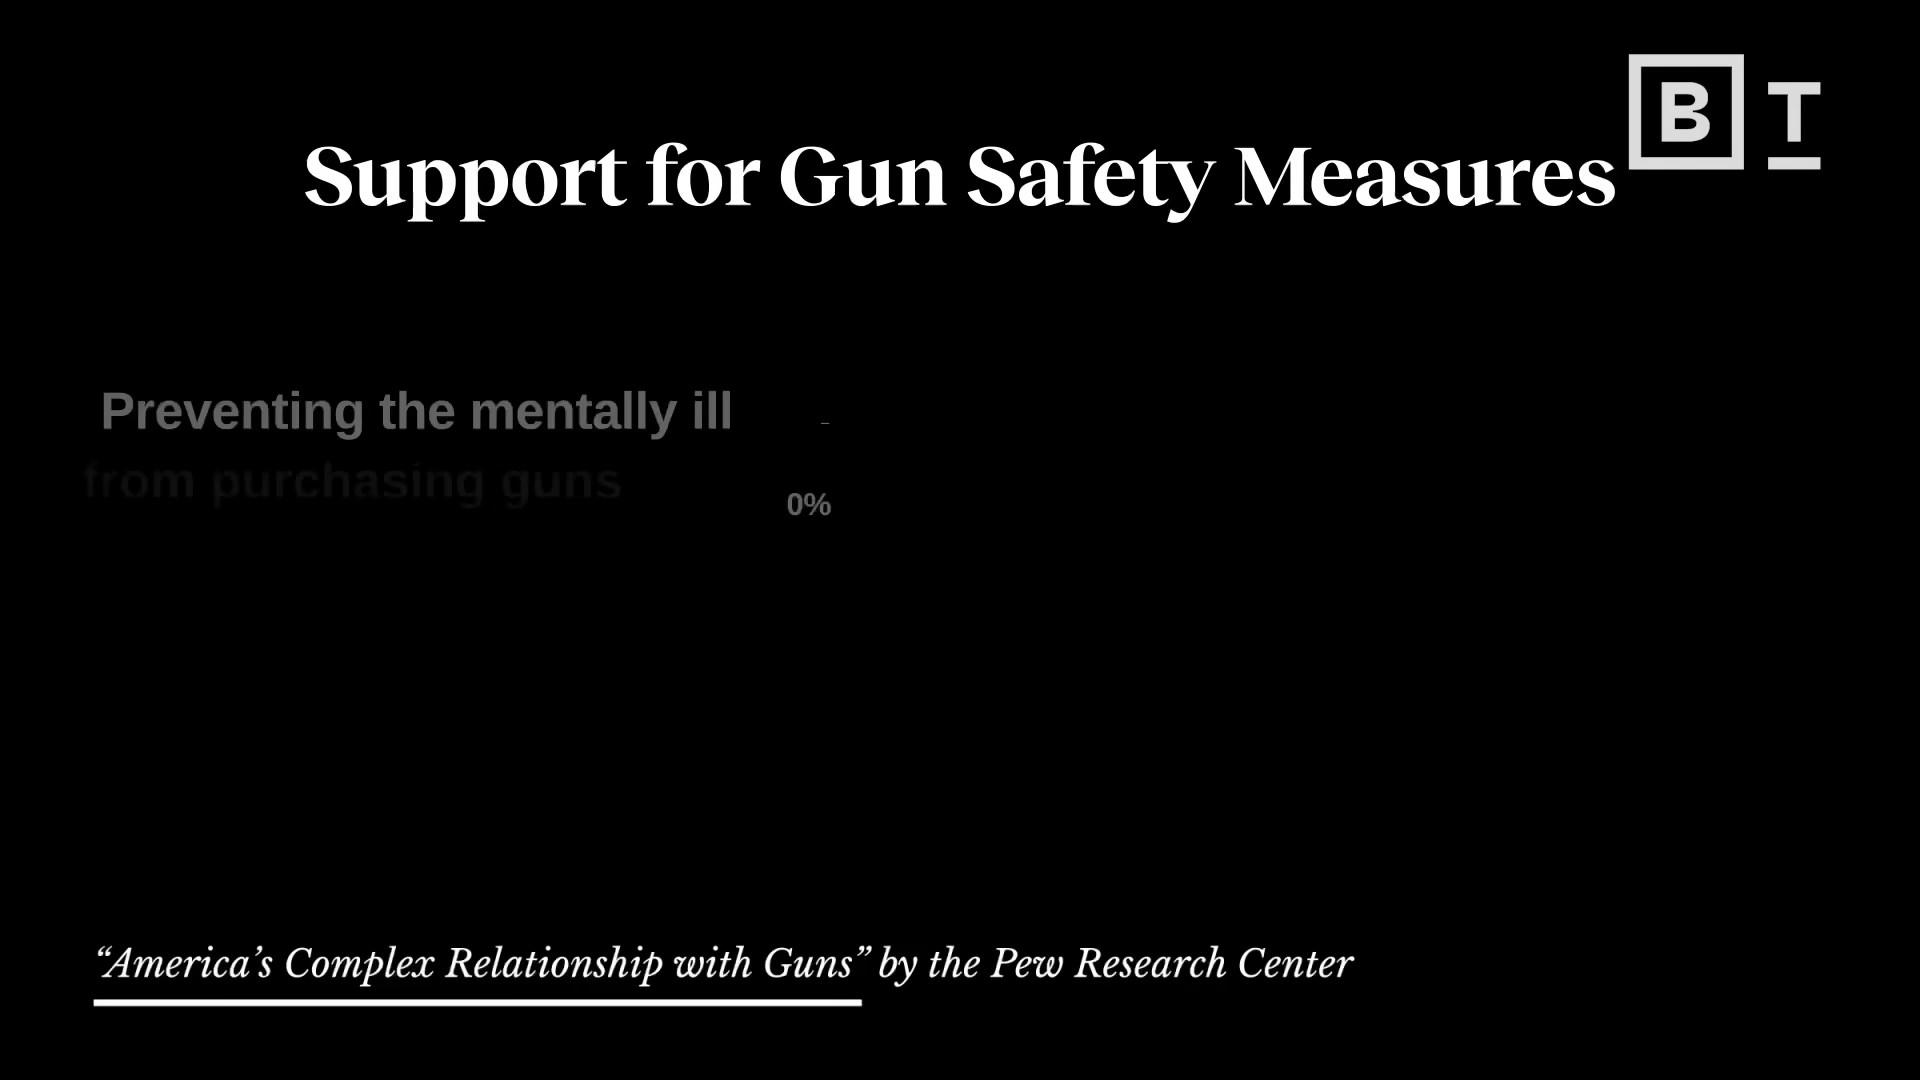 B T
Support for Gun Safety Measures
Preventing the mentally ill
from purchasing guns
0%
“America’s Complex Relationship with Guns” by the Pew Research Center